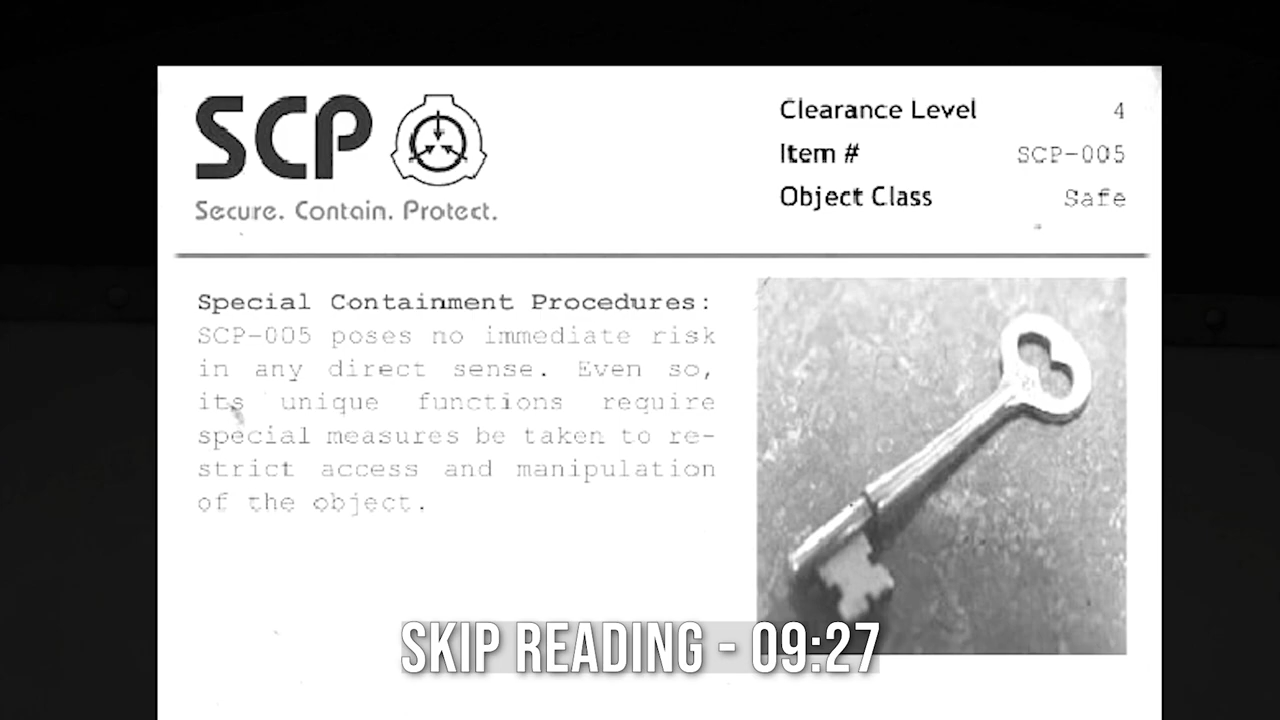 SCP
Secure. Contain. Protect.
Clearance Level 4
Item # SCP-005
Object Class Safe
Special Containment Procedures:
SCP-005 poses no immediate risk
in any direct sense. Even so,
its unique functions require
special measures be taken to re-
strict access and manipulation
of the object.
SKIP READING - 09:27